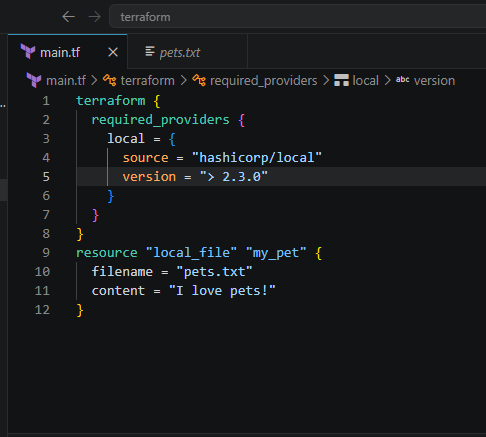 terraform
main.tf
pets.txt
main.tf > terraform > required_providers > local > abc version
...
1 terraform {
2 required_providers {
3 local = {
4 source = "hashicorp/local"
5 version = "> 2.3.0"
6 }
7 }
8 }
9 resource "local_file" "my_pet" {
10 filename = "pets.txt"
11 content = "I love pets!"
12 }